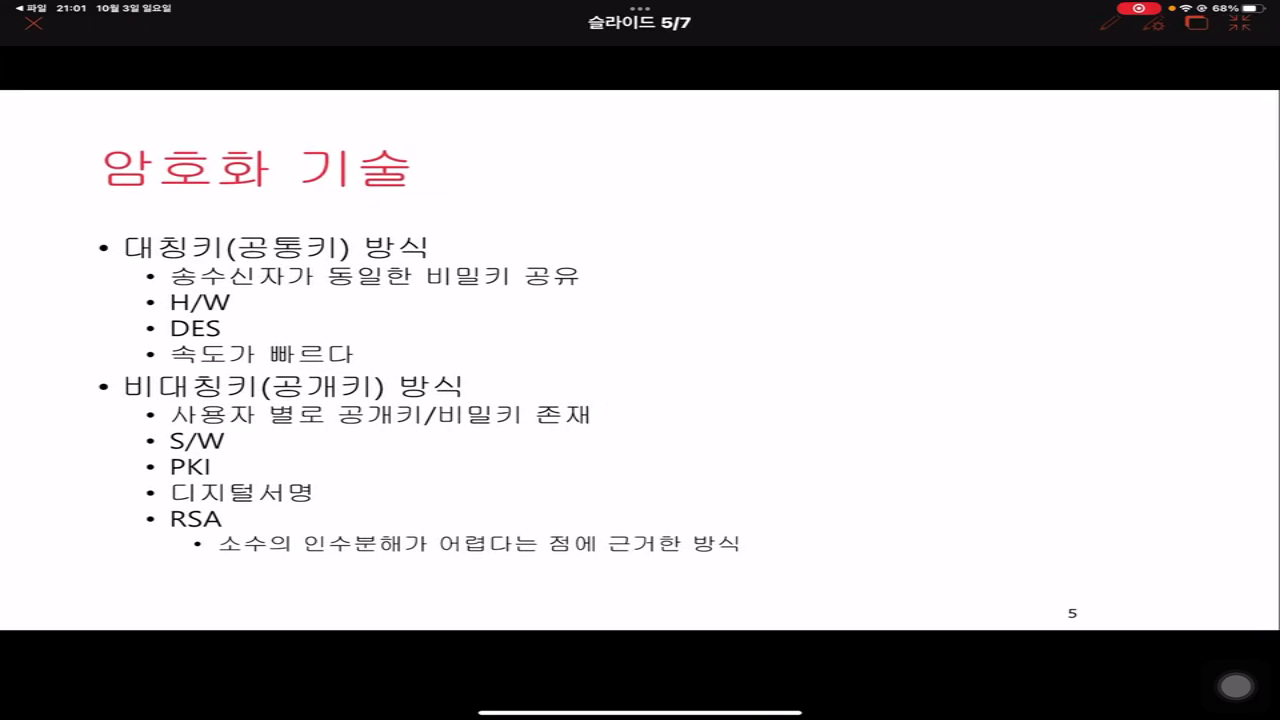 ◀ 파일 21:01 10월 3일 일요일
68%
슬라이드 5/7
암호화 기술
• 대칭키(공통키) 방식
• 송수신자가 동일한 비밀키 공유
• H/W
• DES
• 속도가 빠르다
• 비대칭키(공개키) 방식
• 사용자 별로 공개키/비밀키 존재
• S/W
• PKI
• 디지털서명
• RSA
• 소수의 인수분해가 어렵다는 점에 근거한 방식
5